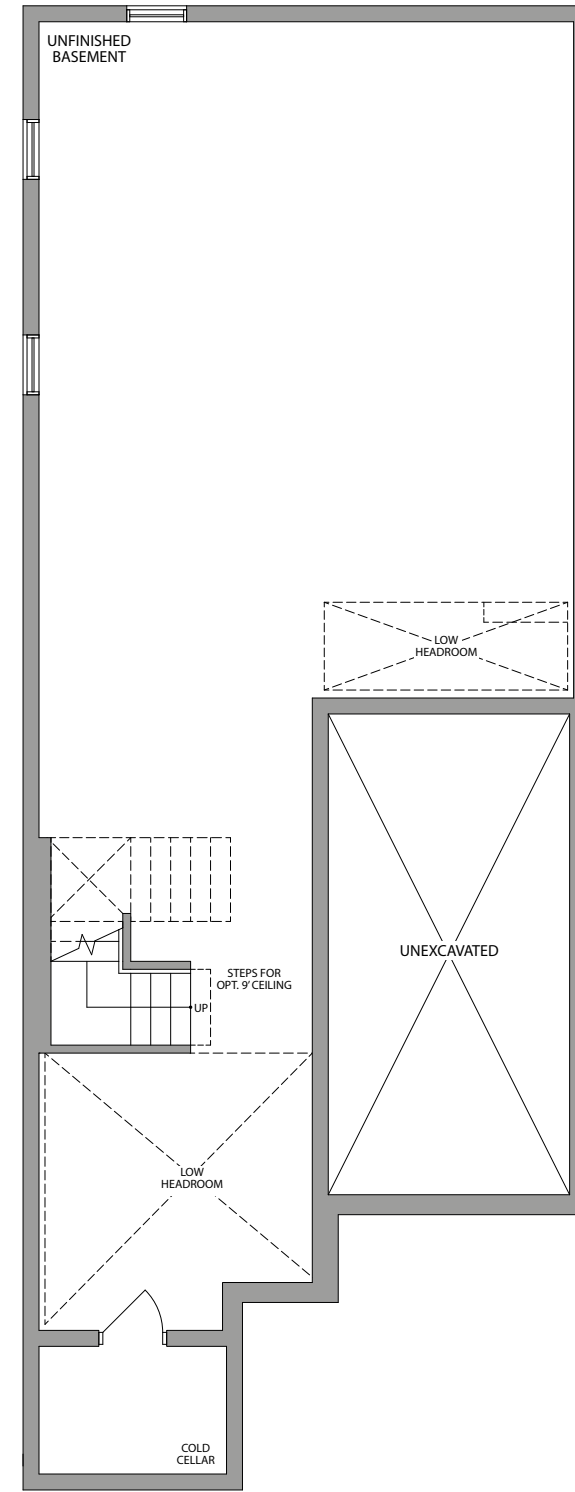 UNFINISHED
BASEMENT
LOW
HEADROOM
UNEXCAVATED
STEPS FOR
OPT. 9' CEILING
UP
LOW
HEADROOM
COLD
CELLAR